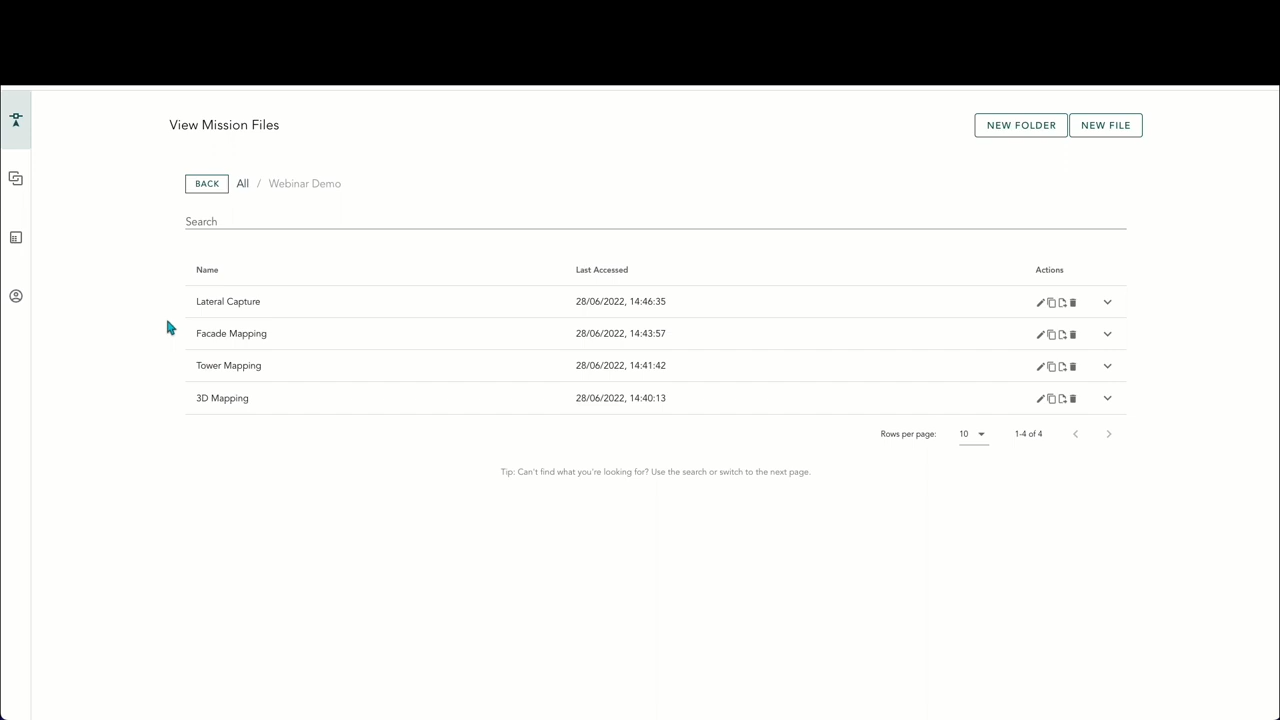 View Mission Files
NEW FOLDER NEW FILE
BACK All / Webinar Demo
Search
Name Last Accessed Actions
Lateral Capture 28/06/2022, 14:46:35
Facade Mapping 28/06/2022, 14:43:57
Tower Mapping 28/06/2022, 14:41:42
3D Mapping 28/06/2022, 14:40:13
Rows per page: 10 1-4 of 4
Tip: Can't find what you're looking for? Use the search or switch to the next page.